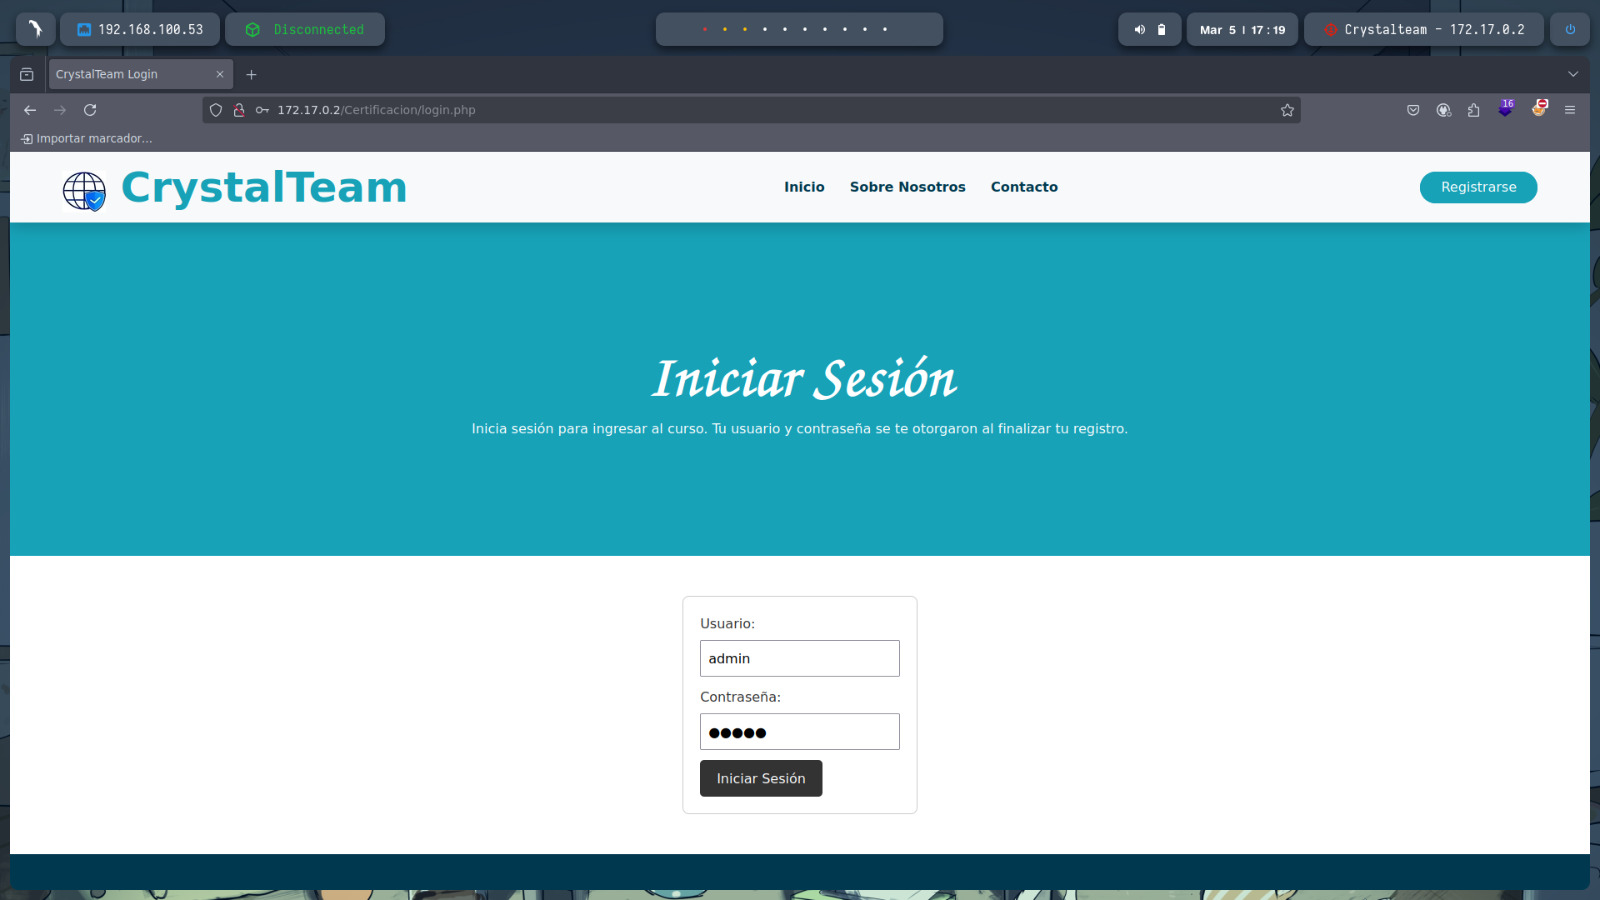 192.168.100.53
Disconnected
Mar 5 | 17:19
Crystalteam - 172.17.0.2
CrystalTeam Login
172.17.0.2/Certificacion/login.php
16
Importar marcador...
CrystalTeam
Inicio
Sobre Nosotros
Contacto
Registrarse
Iniciar Sesión
Inicia sesión para ingresar al curso. Tu usuario y contraseña se te otorgaron al finalizar tu registro.
Usuario:
admin
Contraseña:
●●●●●
Iniciar Sesión